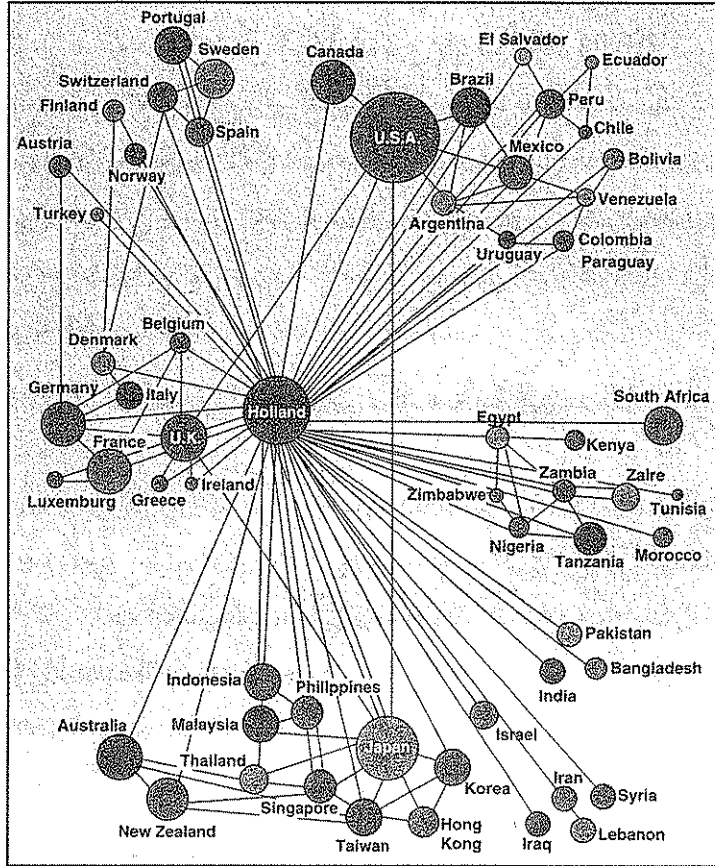 Portugal
Sweden
Switzerland
Finland
Spain
Austria
Norway
Turkey
Canada
U.S.A.
El Salvador
Ecuador
Brazil
Peru
Chile
Mexico
Bolivia
Venezuela
Argentina
Uruguay
Colombia
Paraguay
Denmark
Belgium
Germany
Italy
Holland
U.K.
France
Luxemburg
Greece
Ireland
South Africa
Egypt
Kenya
Zambia
Zaire
Zimbabwe
Tunisia
Nigeria
Tanzania
Morocco
Pakistan
Bangladesh
India
Indonesia
Philippines
Malaysia
Australia
Japan
Israel
Thailand
Singapore
Korea
New Zealand
Taiwan
Hong
Kong
Iran
Syria
Iraq
Lebanon